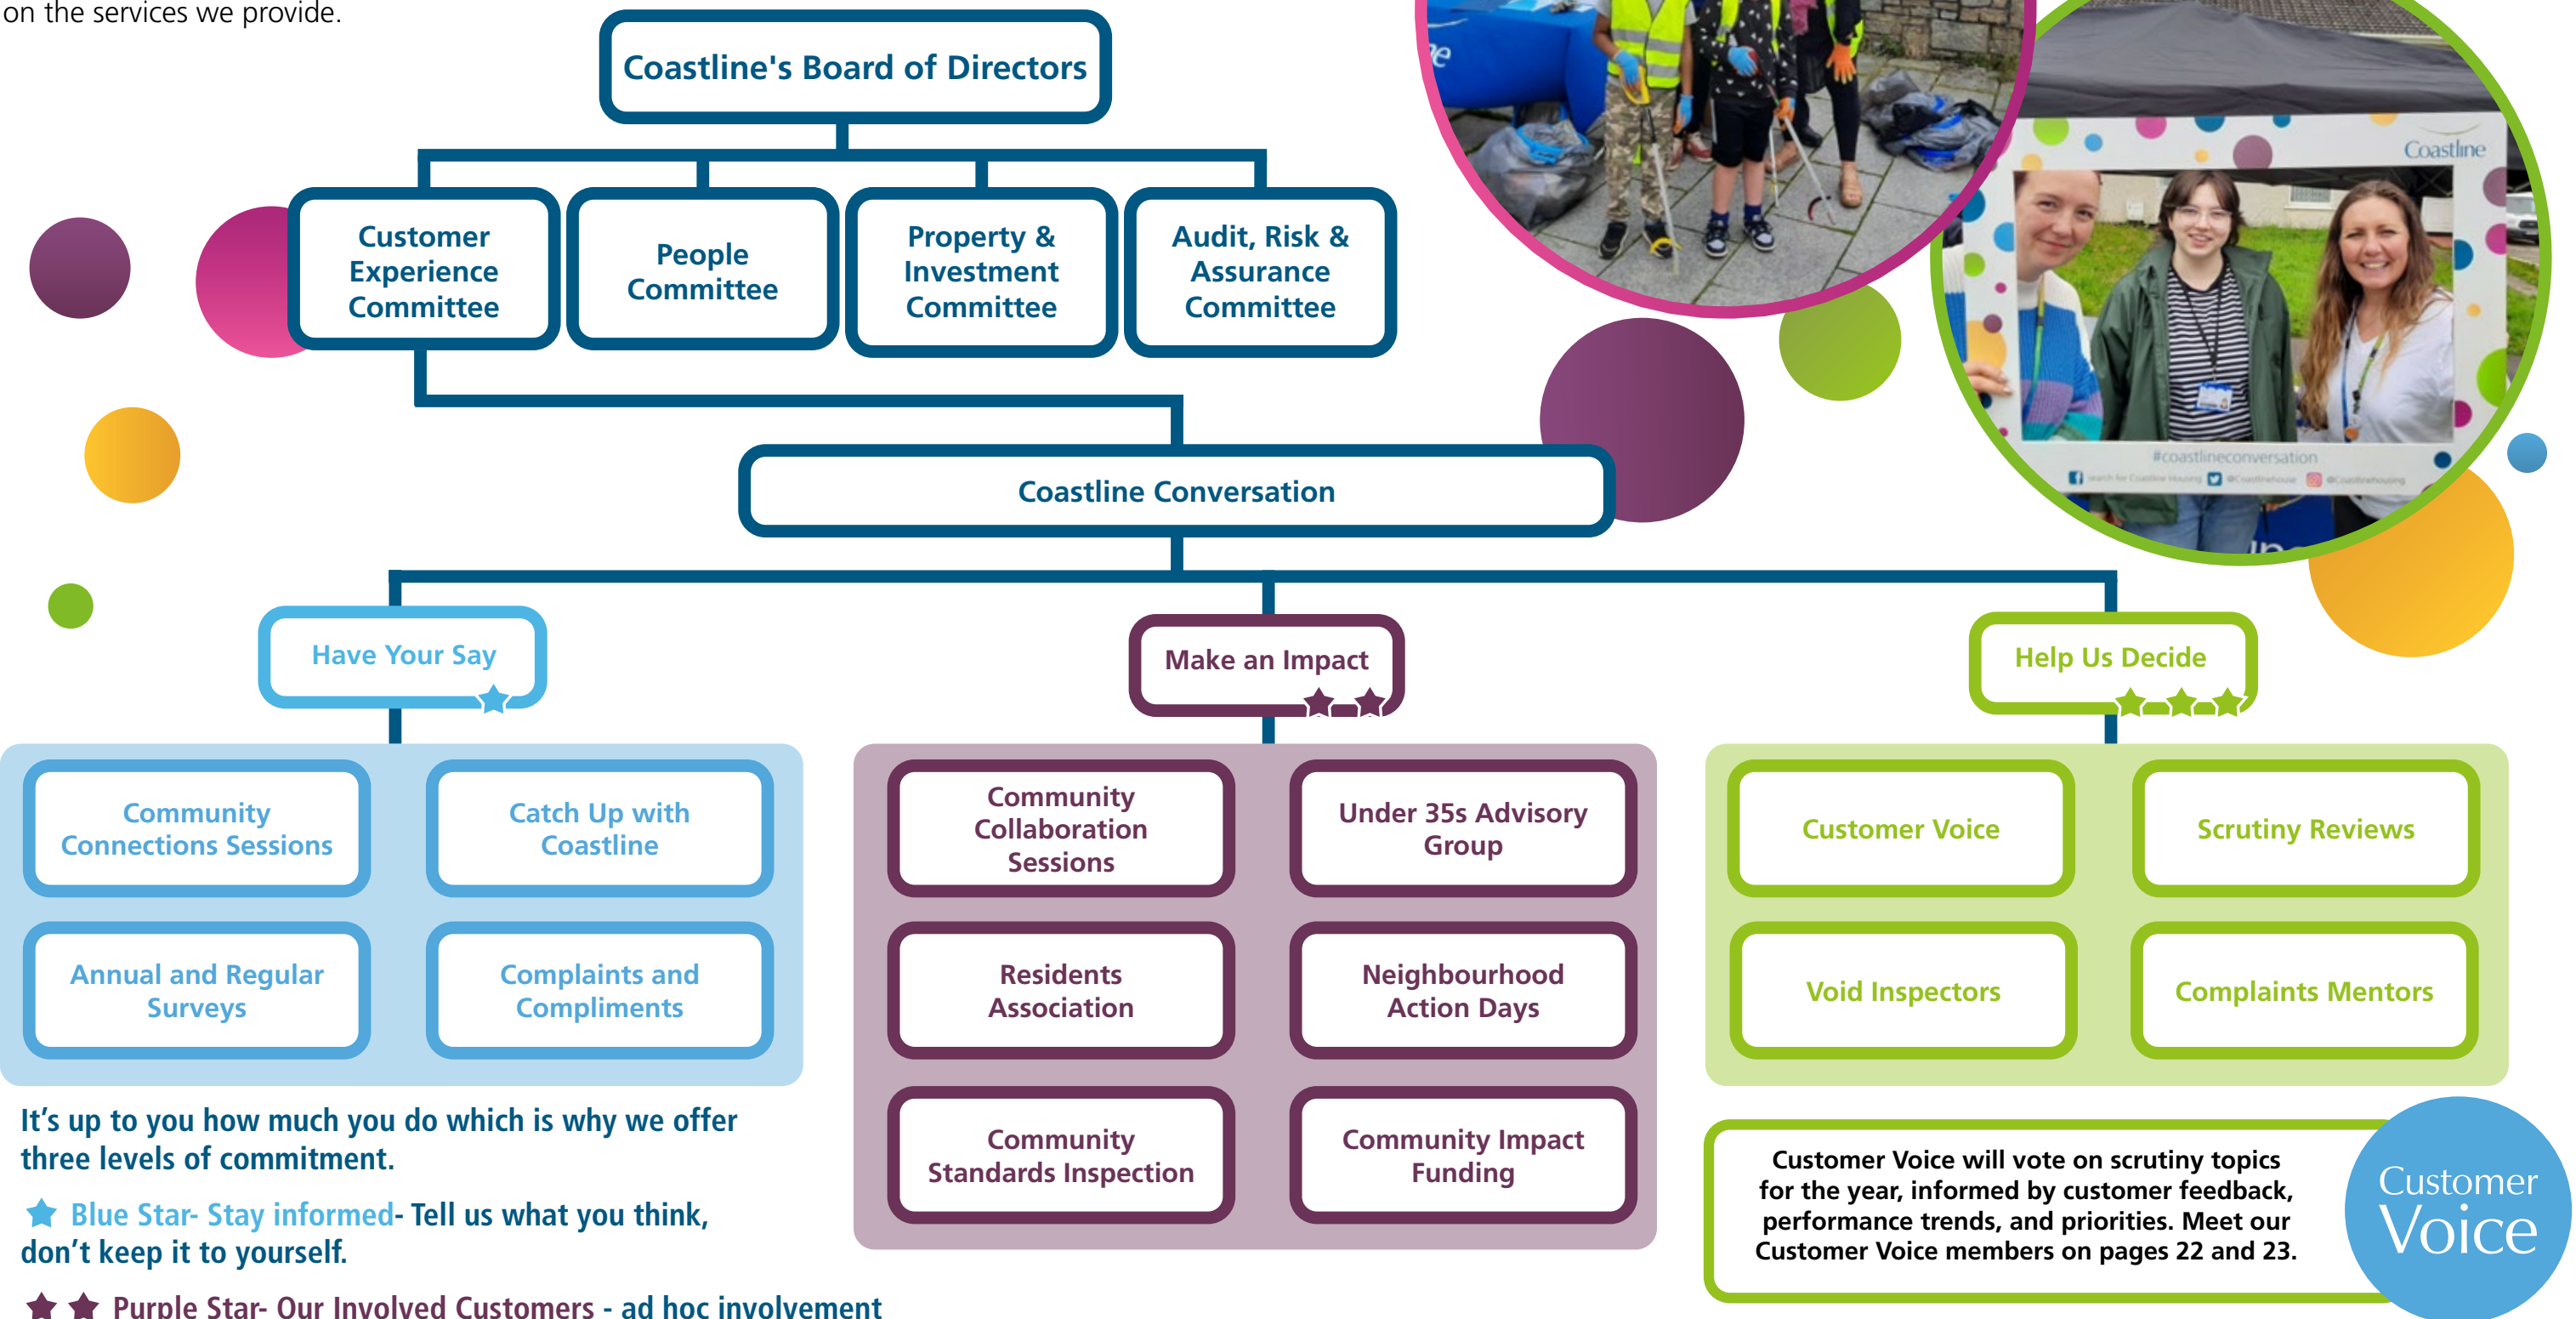 on the services we provide.
Coastline's Board of Directors
Customer
Experience
Committee
People
Committee
Property &
Investment
Committee
Audit, Risk &
Assurance
Committee
Coastline
#coastlineconversation
search for Coastline Housing @Coastlinehouse @Coastlinehousing
Coastline Conversation
Have Your Say
Make an Impact
Help Us Decide
Community
Connections Sessions
Catch Up with
Coastline
Annual and Regular
Surveys
Complaints and
Compliments
Community
Collaboration
Sessions
Under 35s Advisory
Group
Residents
Association
Neighbourhood
Action Days
Community
Standards Inspection
Community Impact
Funding
Customer Voice
Scrutiny Reviews
Void Inspectors
Complaints Mentors
It’s up to you how much you do which is why we offer
three levels of commitment.
Blue Star- Stay informed- Tell us what you think,
don’t keep it to yourself.
Purple Star- Our Involved Customers - ad hoc involvement
Customer Voice will vote on scrutiny topics
for the year, informed by customer feedback,
performance trends, and priorities. Meet our
Customer Voice members on pages 22 and 23.
Customer
Voice